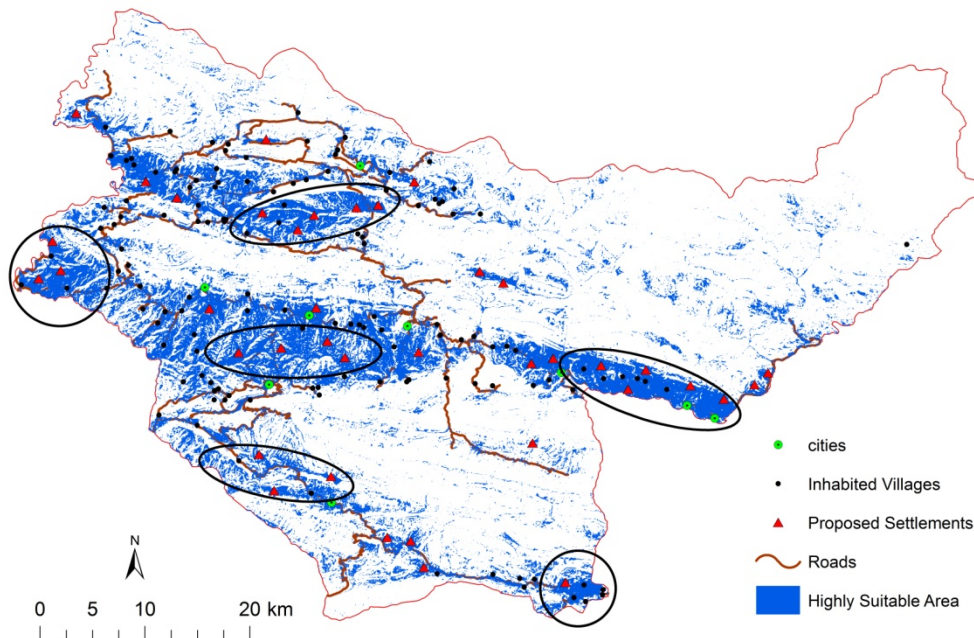 cities
Inhabited Villages
Proposed Settlements
Roads
Highly Suitable Area
N
0 5 10 20 km